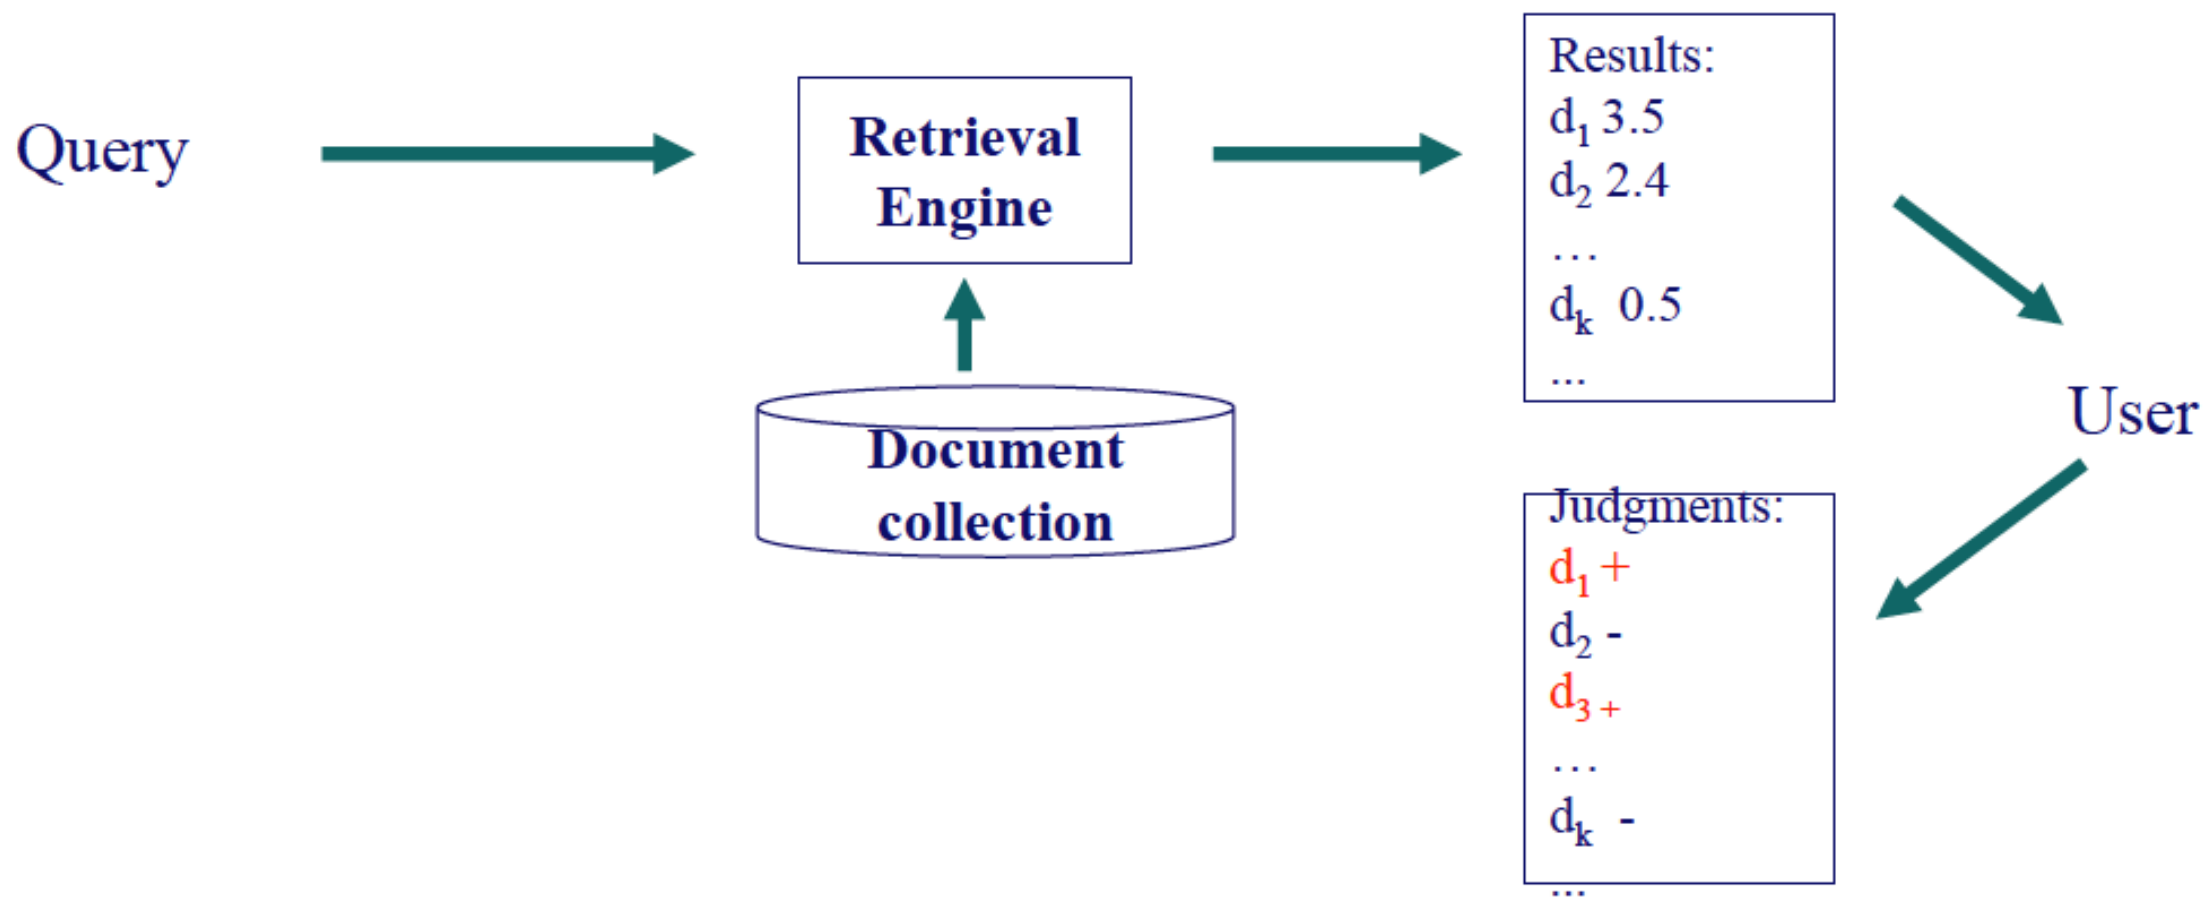 Query
Retrieval
Engine
Document
collection
Results:
d₁ 3.5
d₂ 2.4
…
dₖ 0.5
...
User
Judgments:
d₁ +
d₂ -
d₃ +
…
dₖ -
...